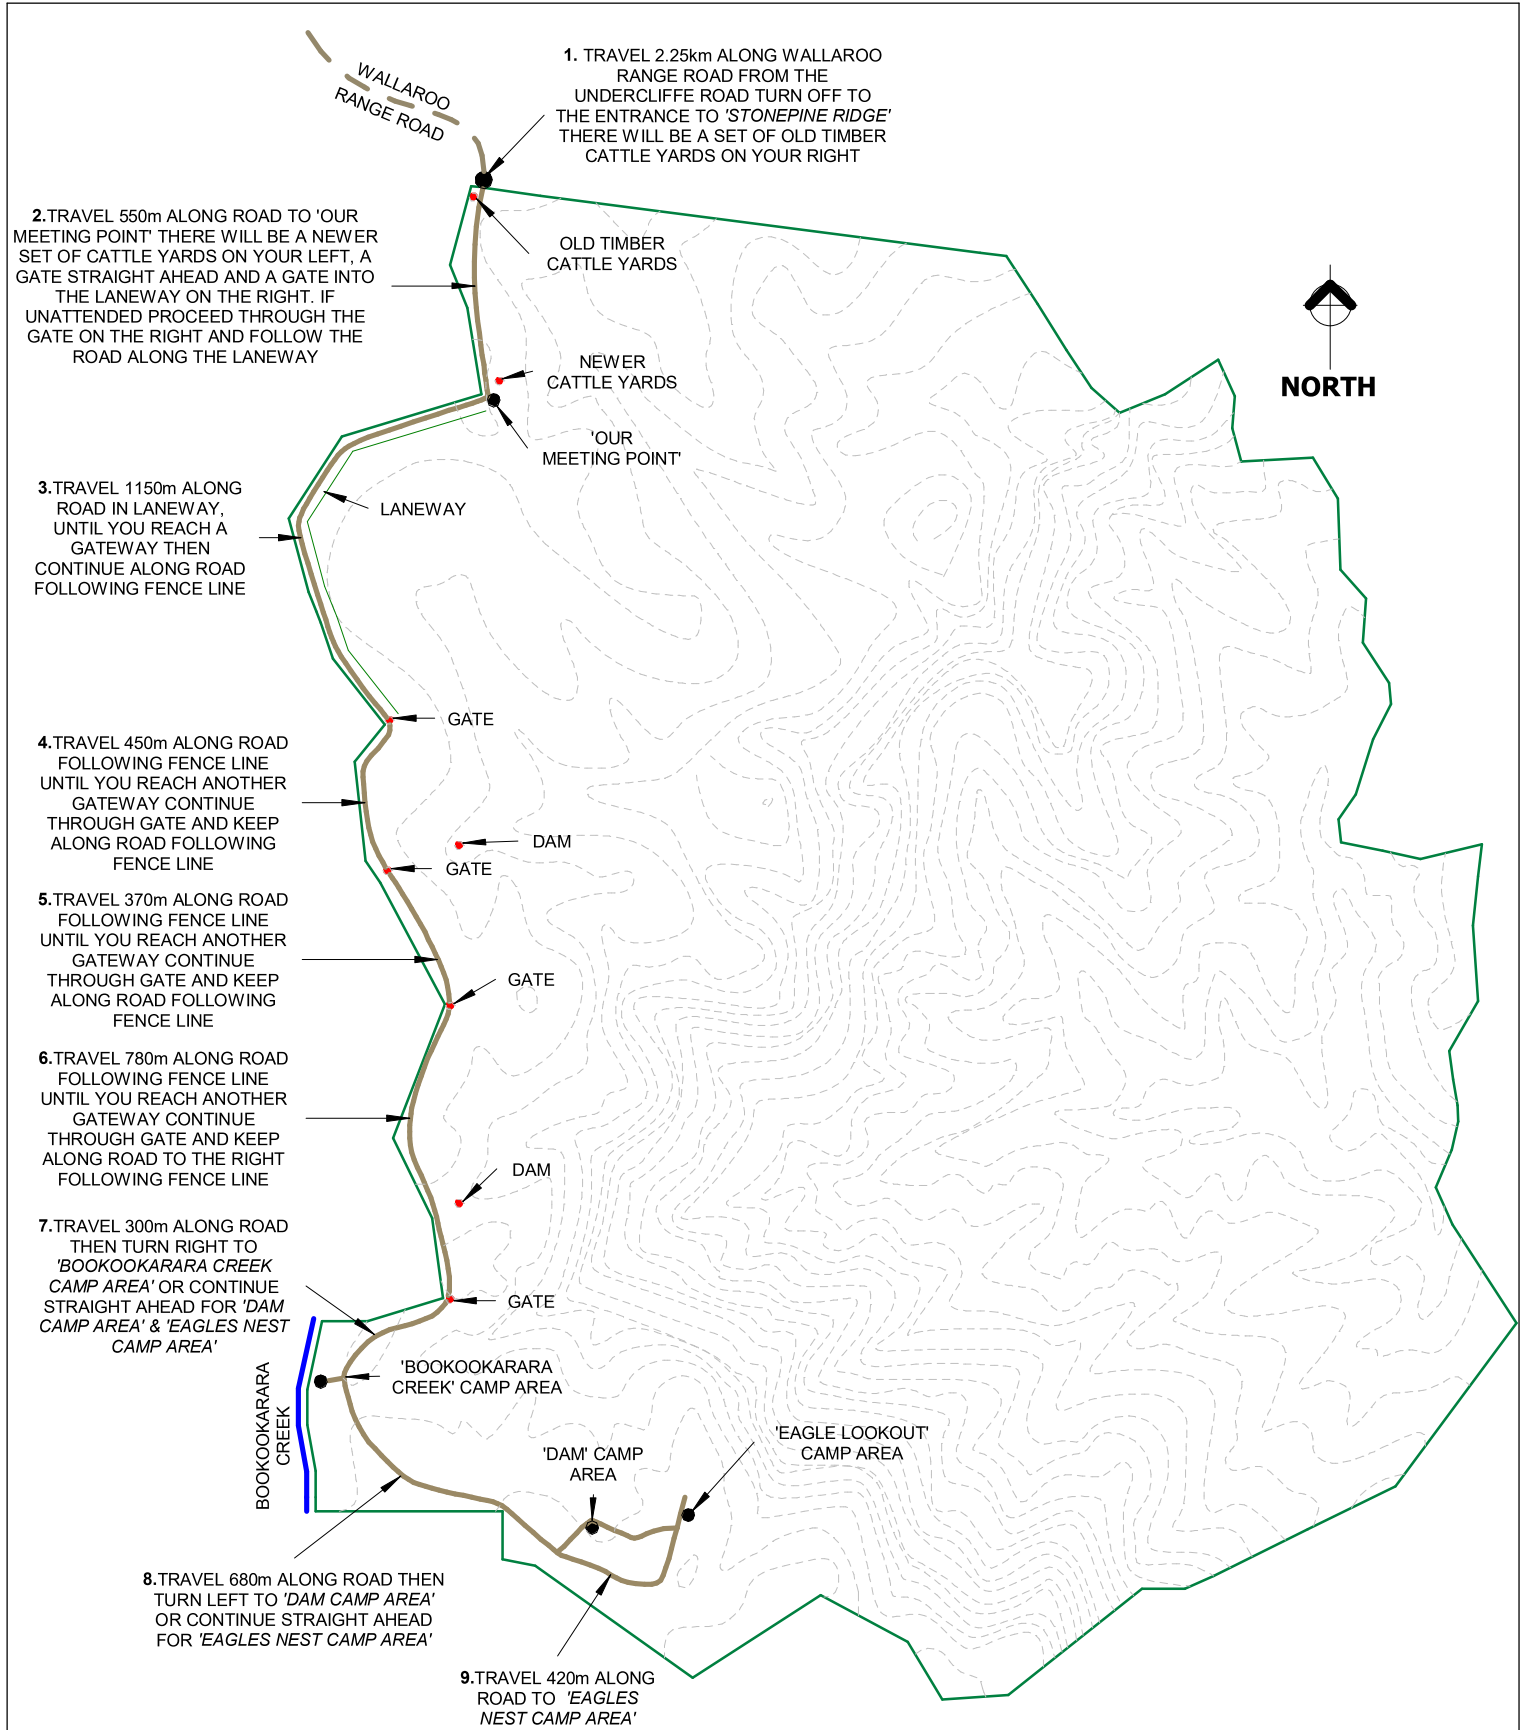 WALLAROO
RANGE ROAD
1. TRAVEL 2.25km ALONG WALLAROO
RANGE ROAD FROM THE
UNDERCLIFFE ROAD TURN OFF TO
THE ENTRANCE TO 'STONEPINE RIDGE'
THERE WILL BE A SET OF OLD TIMBER
CATTLE YARDS ON YOUR RIGHT
2.TRAVEL 550m ALONG ROAD TO 'OUR
MEETING POINT' THERE WILL BE A NEWER
SET OF CATTLE YARDS ON YOUR LEFT, A
GATE STRAIGHT AHEAD AND A GATE INTO
THE LANEWAY ON THE RIGHT. IF
UNATTENDED PROCEED THROUGH THE
GATE ON THE RIGHT AND FOLLOW THE
ROAD ALONG THE LANEWAY
OLD TIMBER
CATTLE YARDS
NEWER
CATTLE YARDS
NORTH
'OUR
MEETING POINT'
3.TRAVEL 1150m ALONG
ROAD IN LANEWAY,
UNTIL YOU REACH A
GATEWAY THEN
CONTINUE ALONG ROAD
FOLLOWING FENCE LINE
LANEWAY
GATE
4.TRAVEL 450m ALONG ROAD
FOLLOWING FENCE LINE
UNTIL YOU REACH ANOTHER
GATEWAY CONTINUE
THROUGH GATE AND KEEP
ALONG ROAD FOLLOWING
FENCE LINE
DAM
GATE
5.TRAVEL 370m ALONG ROAD
FOLLOWING FENCE LINE
UNTIL YOU REACH ANOTHER
GATEWAY CONTINUE
THROUGH GATE AND KEEP
ALONG ROAD FOLLOWING
FENCE LINE
GATE
6.TRAVEL 780m ALONG ROAD
FOLLOWING FENCE LINE
UNTIL YOU REACH ANOTHER
GATEWAY CONTINUE
THROUGH GATE AND KEEP
ALONG ROAD TO THE RIGHT
FOLLOWING FENCE LINE
DAM
7.TRAVEL 300m ALONG ROAD
THEN TURN RIGHT TO
'BOOKOOKARARA CREEK
CAMP AREA' OR CONTINUE
STRAIGHT AHEAD FOR 'DAM
CAMP AREA' & 'EAGLES NEST
CAMP AREA'
GATE
BOOKOOKARARA
CREEK
'BOOKOOKARARA
CREEK' CAMP AREA
'DAM' CAMP
AREA
'EAGLE LOOKOUT'
CAMP AREA
8.TRAVEL 680m ALONG ROAD THEN
TURN LEFT TO 'DAM CAMP AREA'
OR CONTINUE STRAIGHT AHEAD
FOR 'EAGLES NEST CAMP AREA'
9.TRAVEL 420m ALONG
ROAD TO 'EAGLES
NEST CAMP AREA'